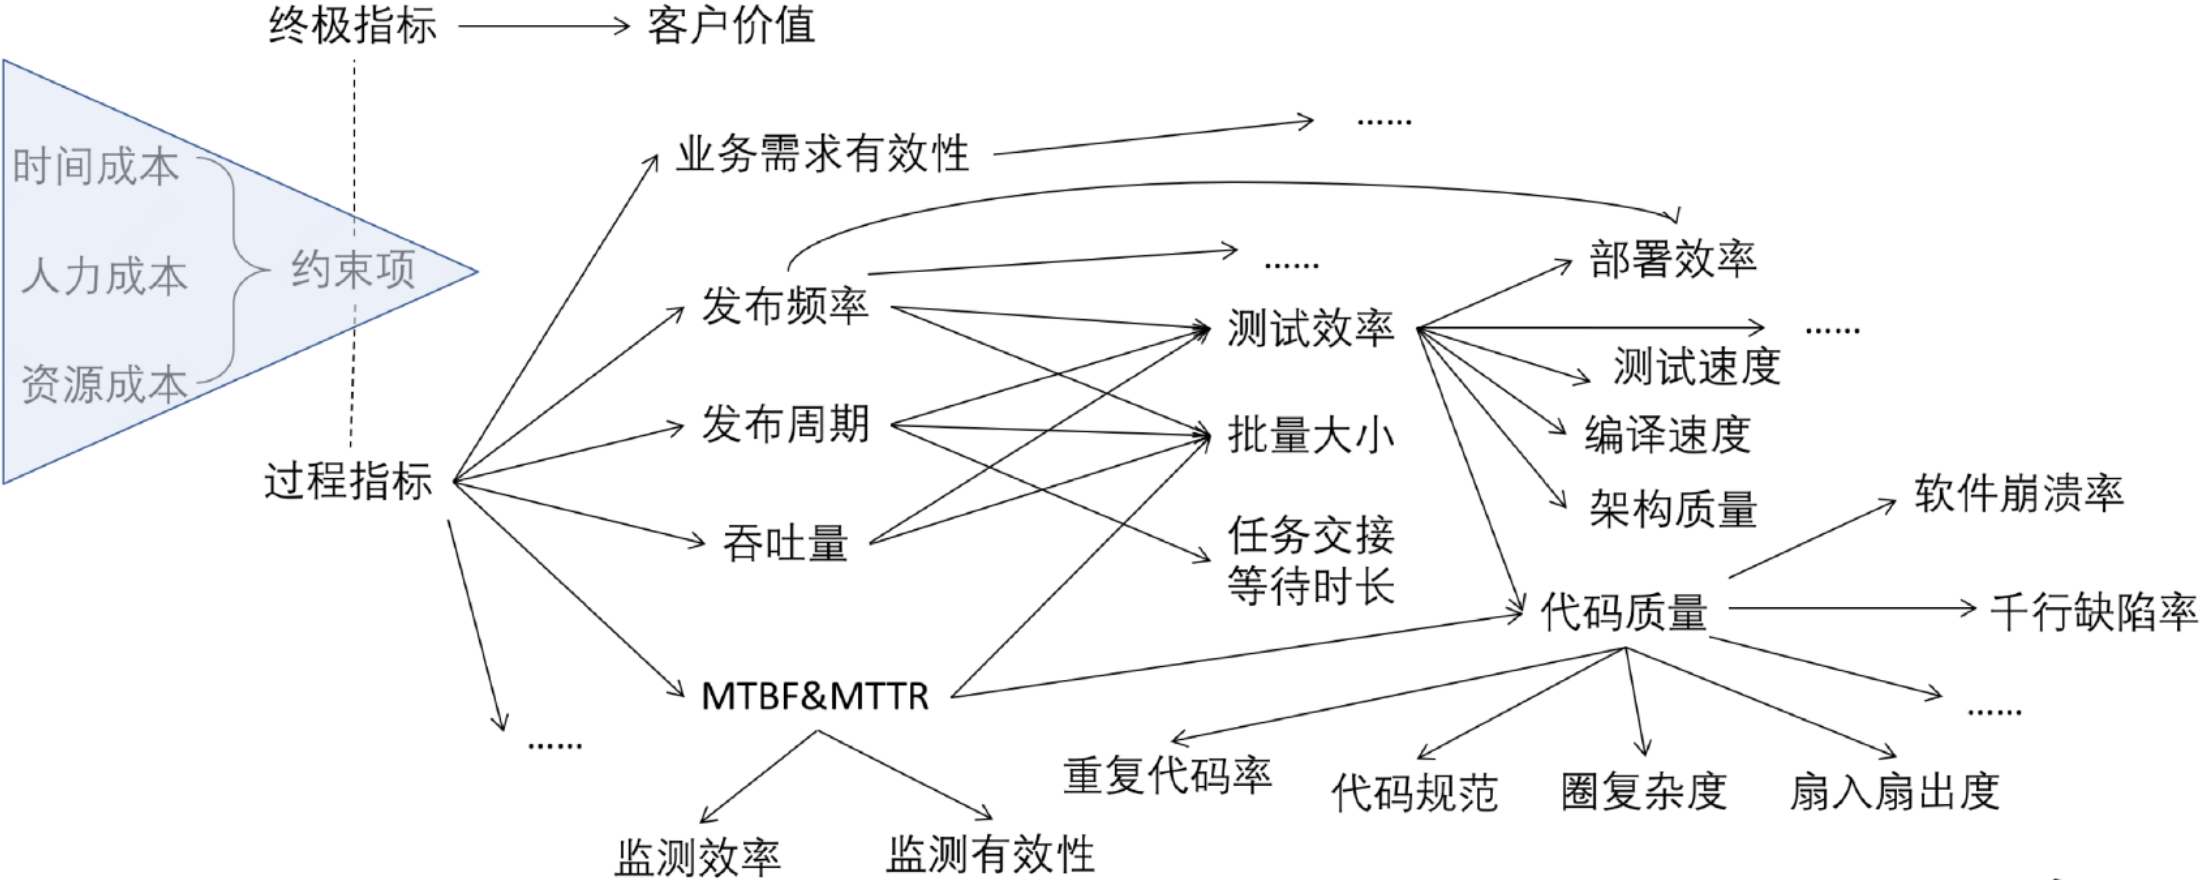 终极指标
客户价值
时间成本
人力成本
资源成本
约束项
过程指标
业务需求有效性
……
发布频率
……
发布周期
吞吐量
MTBF&MTTR
……
监测效率
监测有效性
测试效率
批量大小
任务交接
等待时长
部署效率
……
测试速度
编译速度
架构质量
代码质量
软件崩溃率
千行缺陷率
……
重复代码率
代码规范
圈复杂度
扇入扇出度